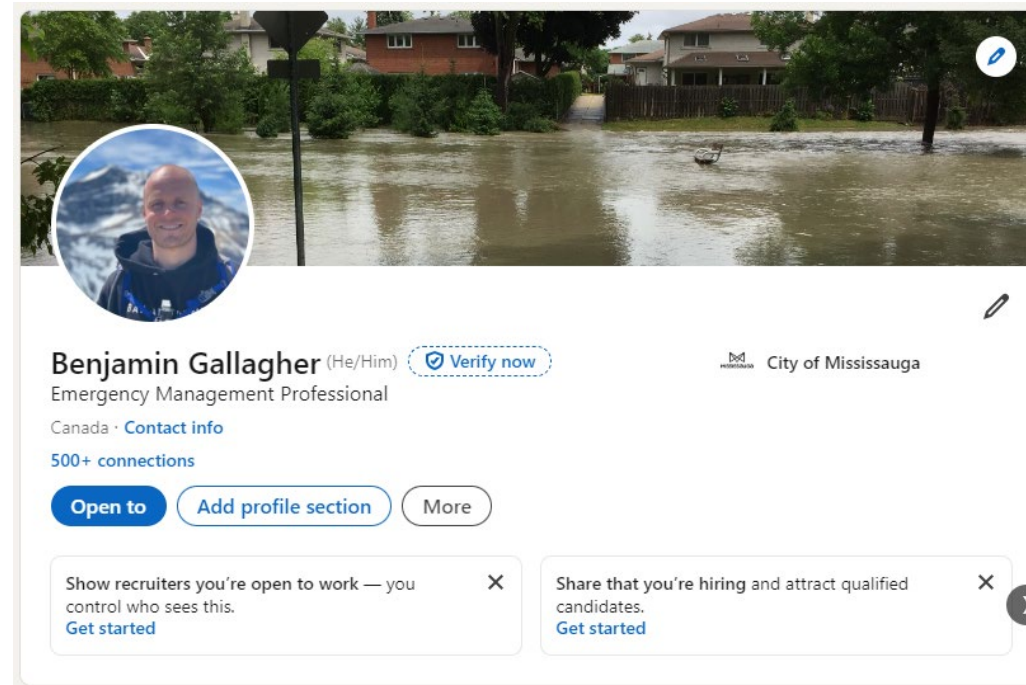 Benjamin Gallagher (He/Him) Verify now
City of Mississauga
Emergency Management Professional
Canada · Contact info
500+ connections
Open to Add profile section More
Show recruiters you're open to work — you
control who sees this.
Get started
Share that you're hiring and attract qualified
candidates.
Get started